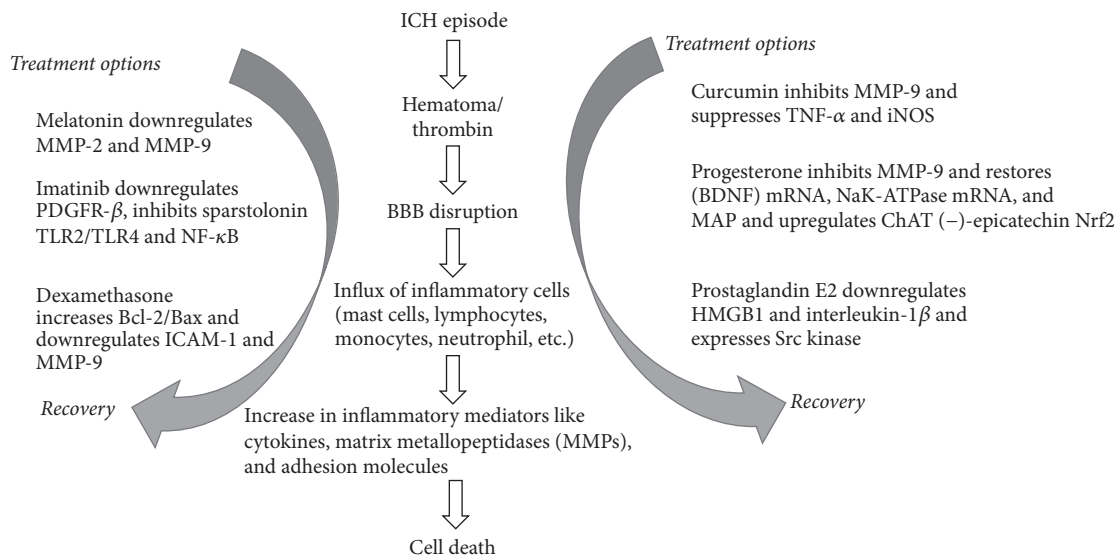 Treatment options
Melatonin downregulates
MMP-2 and MMP-9
Imatinib downregulates
PDGFR-β, inhibits sparstolonin
TLR2/TLR4 and NF-κB
Dexamethasone
increases Bcl-2/Bax and
downregulates ICAM-1 and
MMP-9
Recovery
ICH episode
Hematoma/
thrombin
BBB disruption
Influx of inflammatory cells
(mast cells, lymphocytes,
monocytes, neutrophil, etc.)
Increase in inflammatory mediators like
cytokines, matrix metallopeptidases (MMPs),
and adhesion molecules
Cell death
Treatment options
Curcumin inhibits MMP-9 and
suppresses TNF-α and iNOS
Progesterone inhibits MMP-9 and restores
(BDNF) mRNA, NaK-ATPase mRNA, and
MAP and upregulates ChAT (−)-epicatechin Nrf2
Prostaglandin E2 downregulates
HMGB1 and interleukin-1β and
expresses Src kinase
Recovery